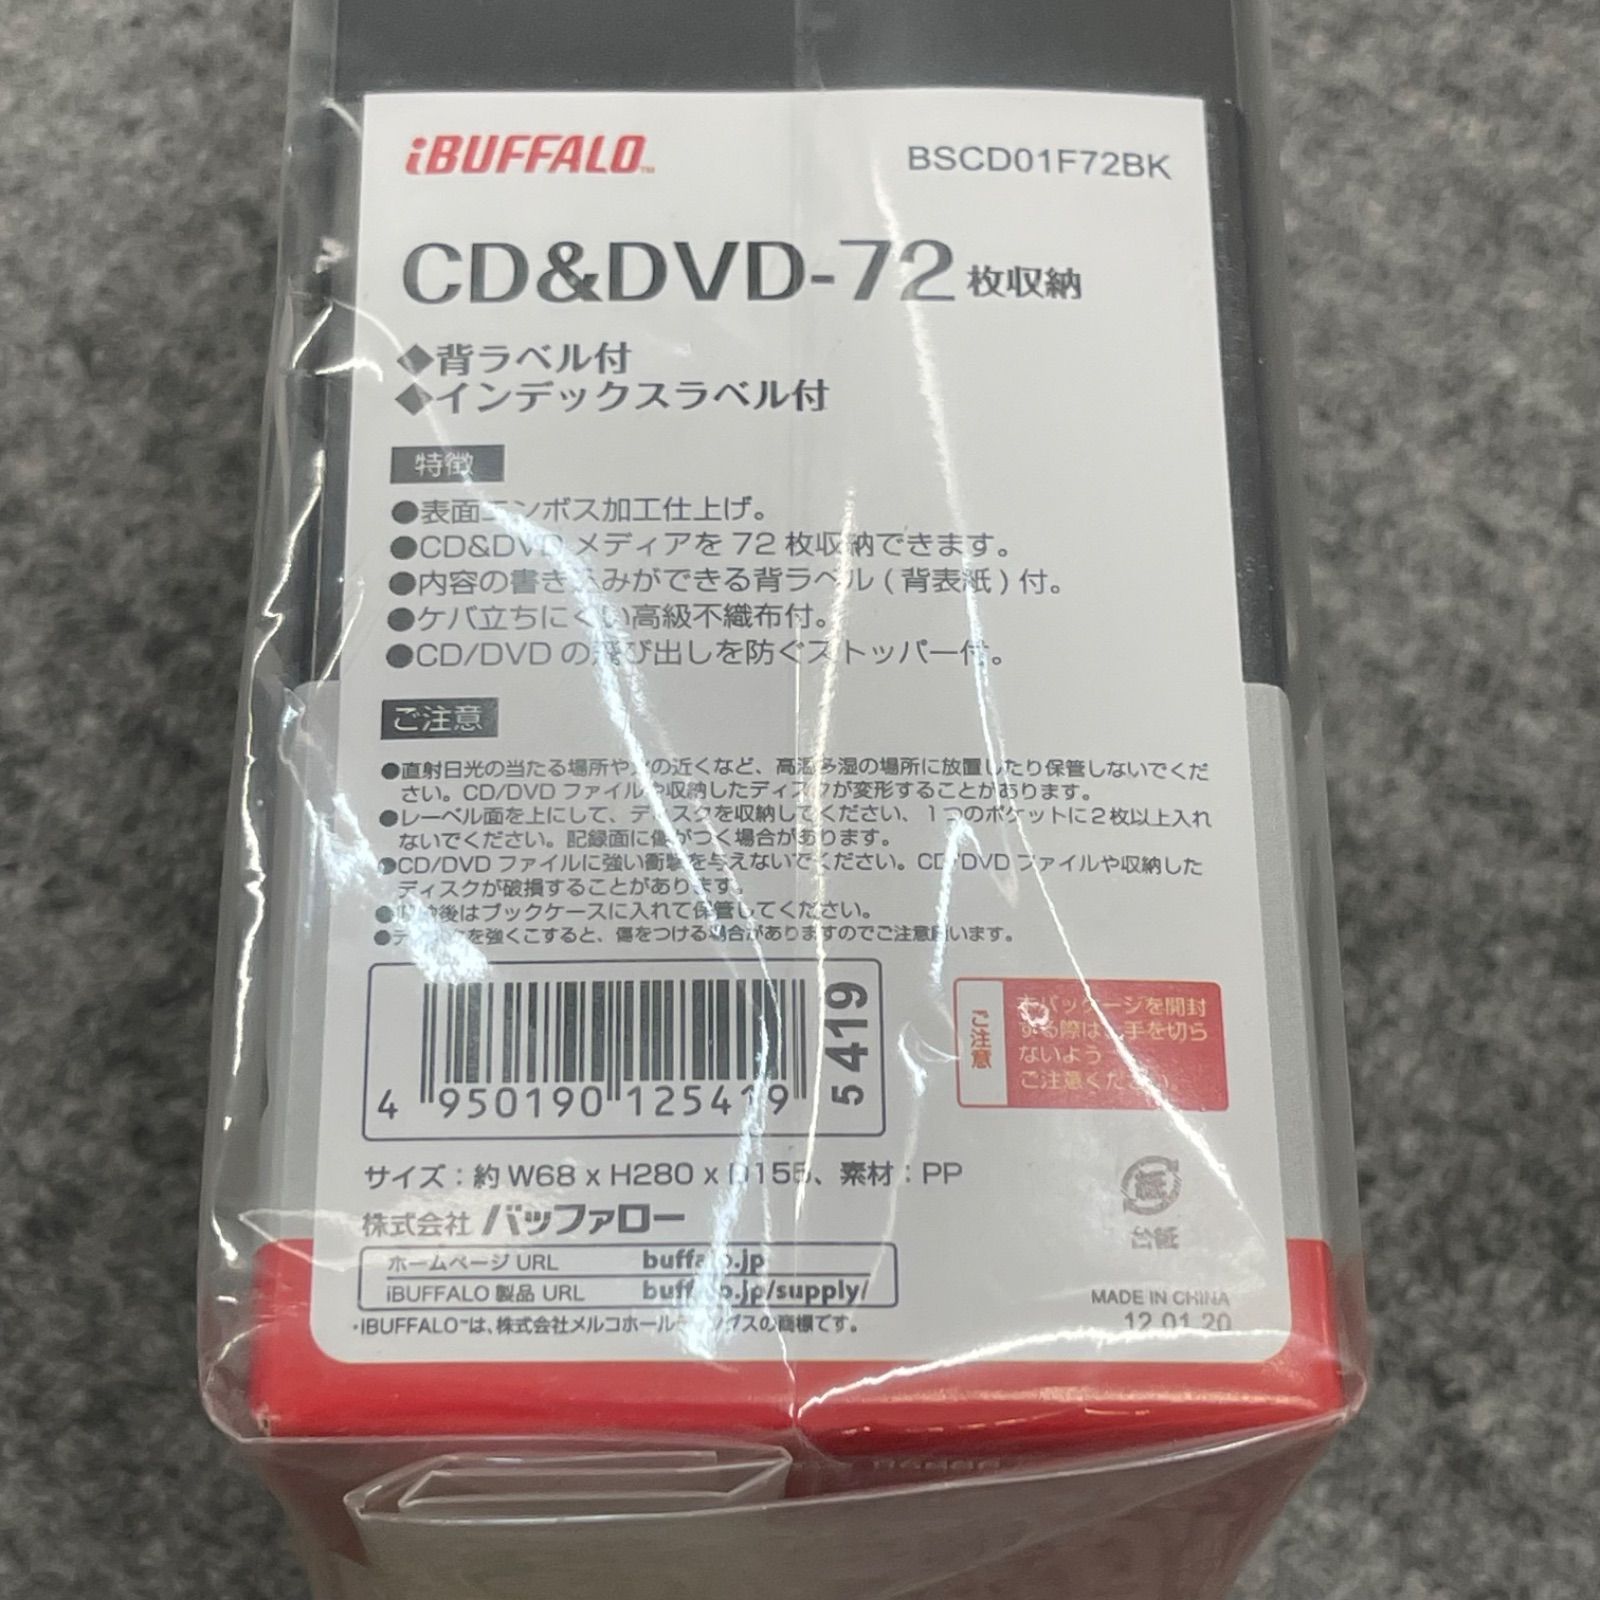 iBUFFALO™
BSCD01F72BK
CD&DVD-72枚収納
◆背ラベル付
◆インデックスラベル付
特徴
●表面エンボス加工仕上げ。
●CD&DVDメディアを72枚収納できます。
●内容の書き込みができる背ラベル(背表紙)付。
●ケバ立ちにくい高級不織布付。
●CD/DVDの飛び出しを防ぐストッパー付。
ご注意
●直射日光の当たる場所や火の近くなど、高温多湿の場所に放置したり保管しないでくだ
さい。CD/DVDファイルや収納したディスクが変形することがあります。
●レーベル面を上にして、ディスクを収納してください、1つのポケットに2枚以上入れ
ないでください。記録面に傷がつく場合があります。
●CD/DVDファイルに強い衝撃を与えないでください。CD/DVDファイルや収納した
ディスクが破損することがあります。
●収納後はブックケースに入れて保管してください。
●ディスクを強くこすると、傷をつける場合がありますのでご注意願います。
4 950190 125419
5419
ご注意
本パッケージを開封
する際は、手を切ら
ないよう
ご注意ください。
サイズ：約 W68 x H280 x D155、素材：PP
株式会社 バッファロー
ホームページ URL buffalo.jp
iBUFFALO 製品 URL buffalo.jp/supply/
・iBUFFALO™は、株式会社メルコホールディングスの商標です。
紙
台紙
MADE IN CHINA
12.01.20